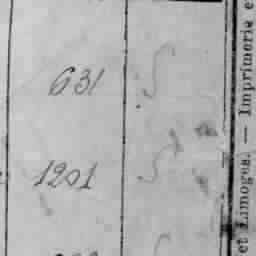 631 S
1201 S
et Limoges. — Imprimerie